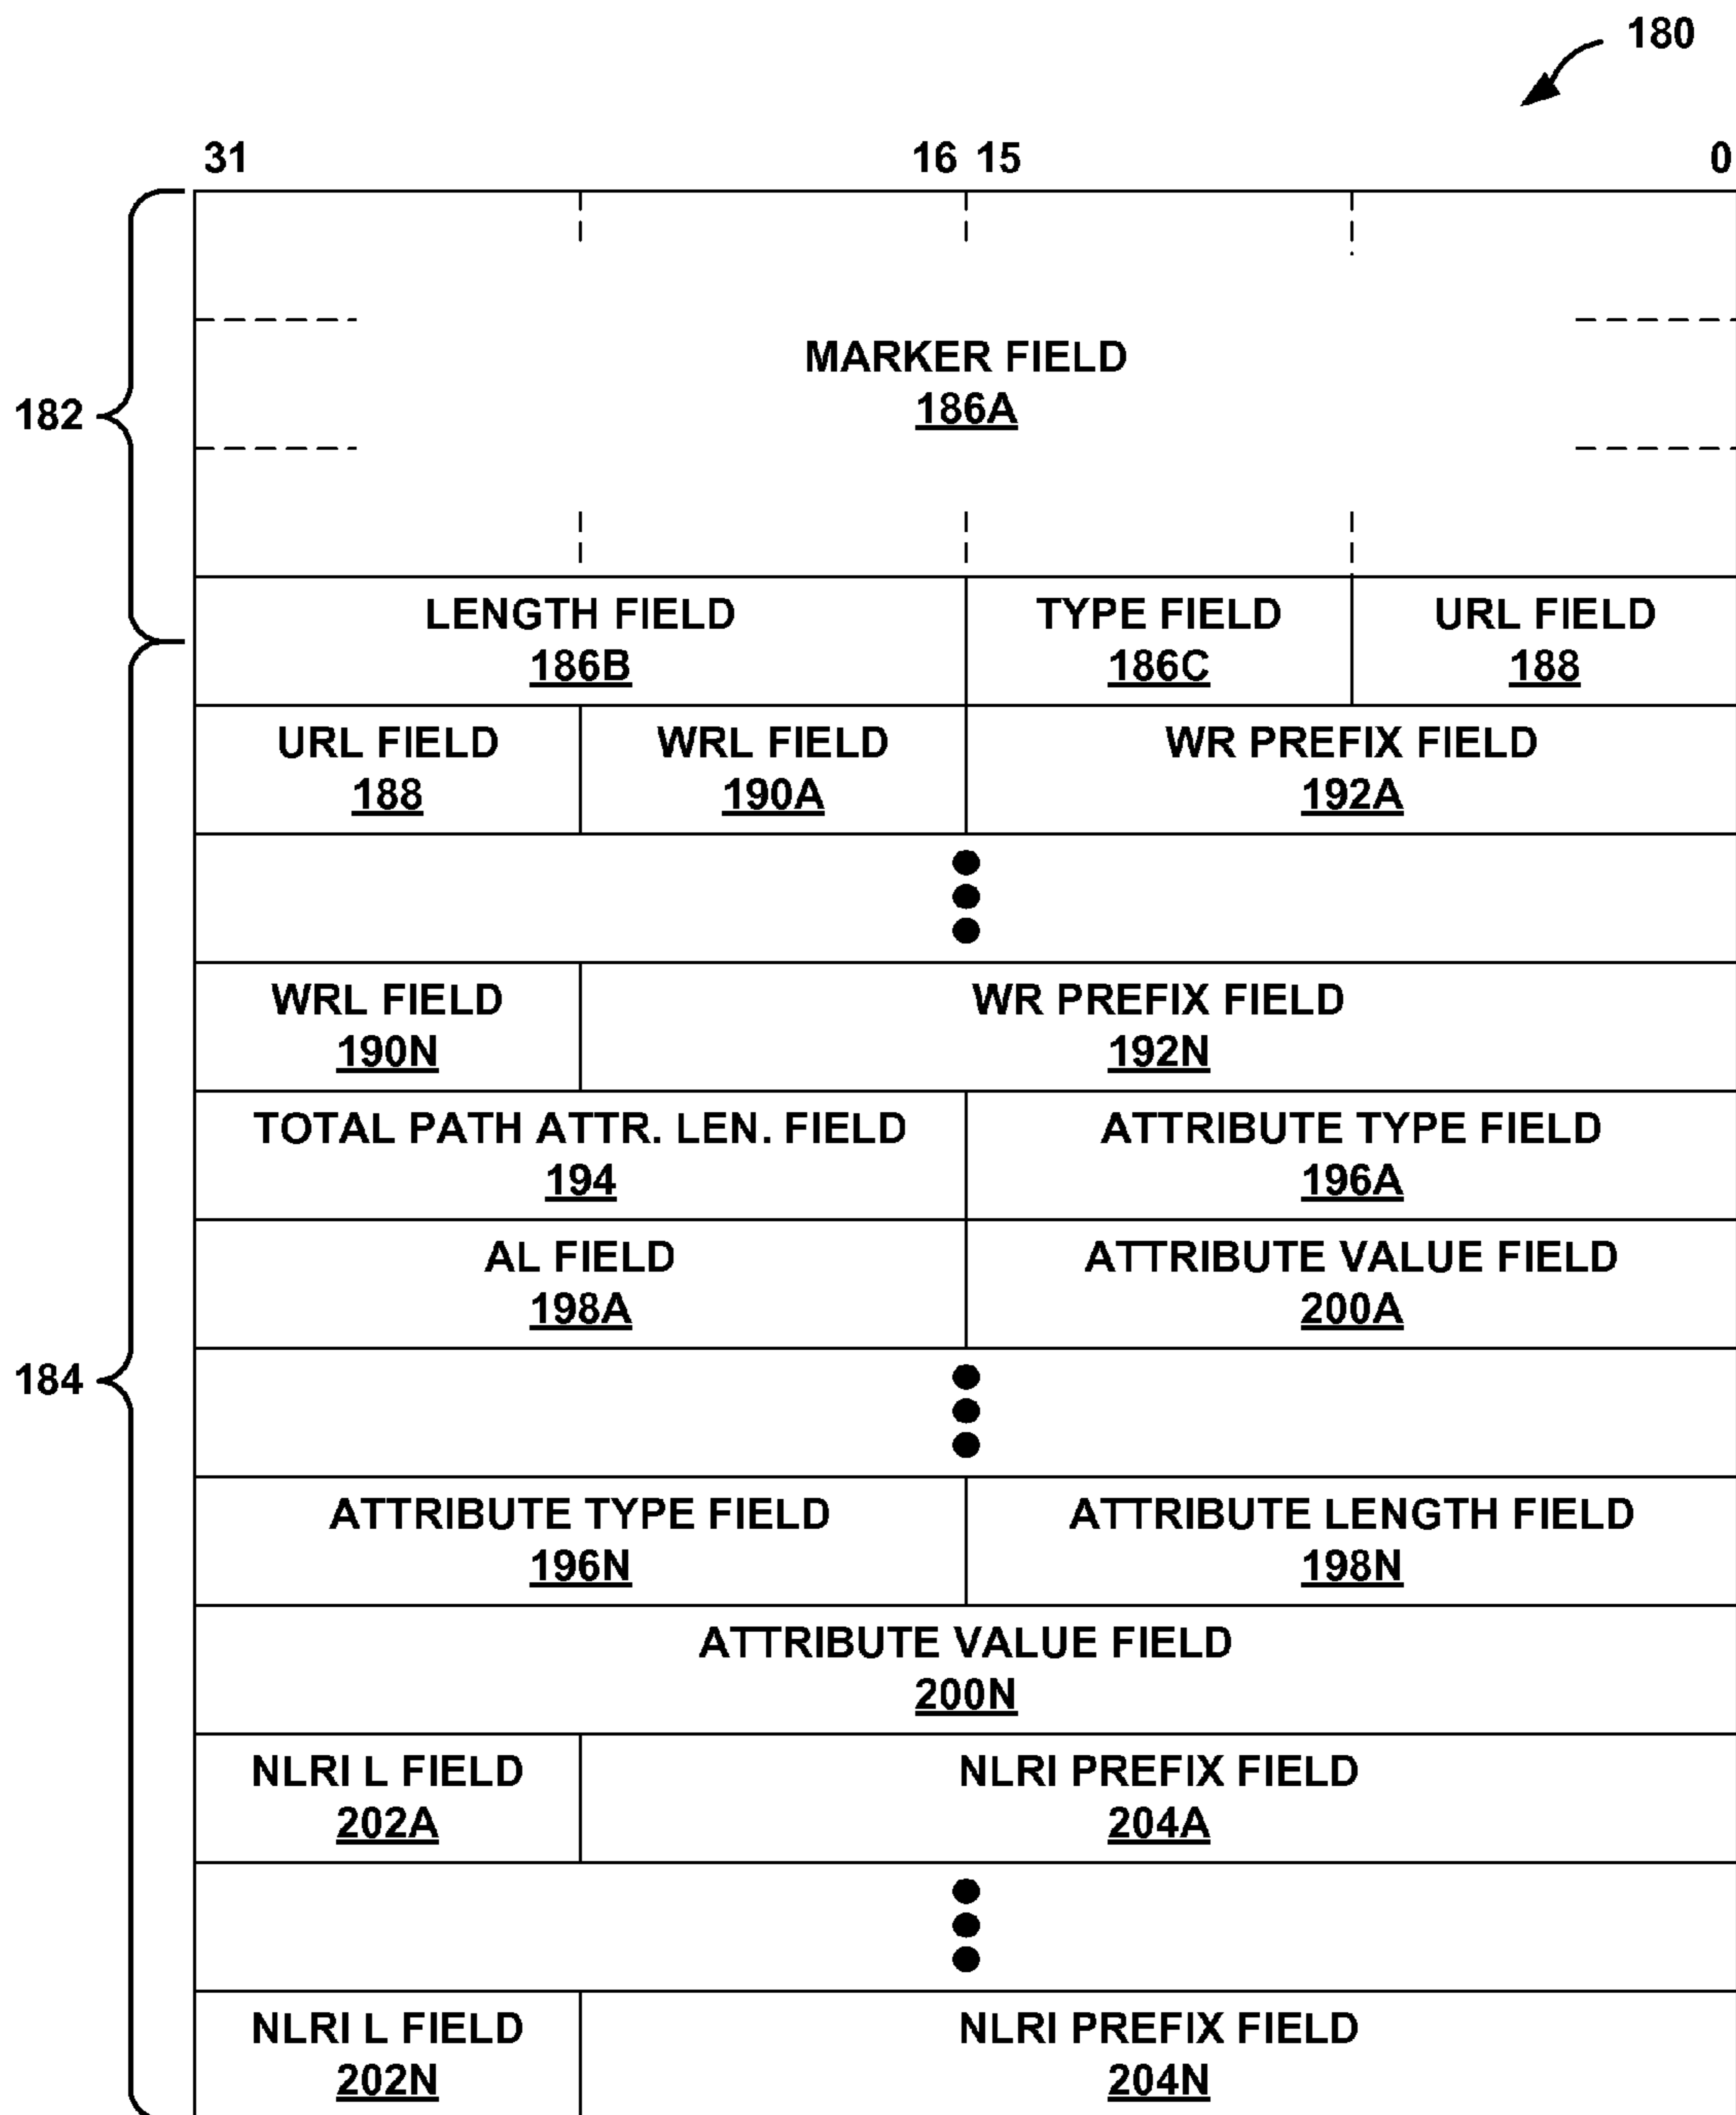 180
31 16 15 0
182
MARKER FIELD
186A
LENGTH FIELD TYPE FIELD URL FIELD
186B 186C 188
URL FIELD WRL FIELD WR PREFIX FIELD
188 190A 192A
WRL FIELD WR PREFIX FIELD
190N 192N
TOTAL PATH ATTR. LEN. FIELD ATTRIBUTE TYPE FIELD
194 196A
AL FIELD ATTRIBUTE VALUE FIELD
198A 200A
184
ATTRIBUTE TYPE FIELD ATTRIBUTE LENGTH FIELD
196N 198N
ATTRIBUTE VALUE FIELD
200N
NLRI L FIELD NLRI PREFIX FIELD
202A 204A
NLRI L FIELD NLRI PREFIX FIELD
202N 204N